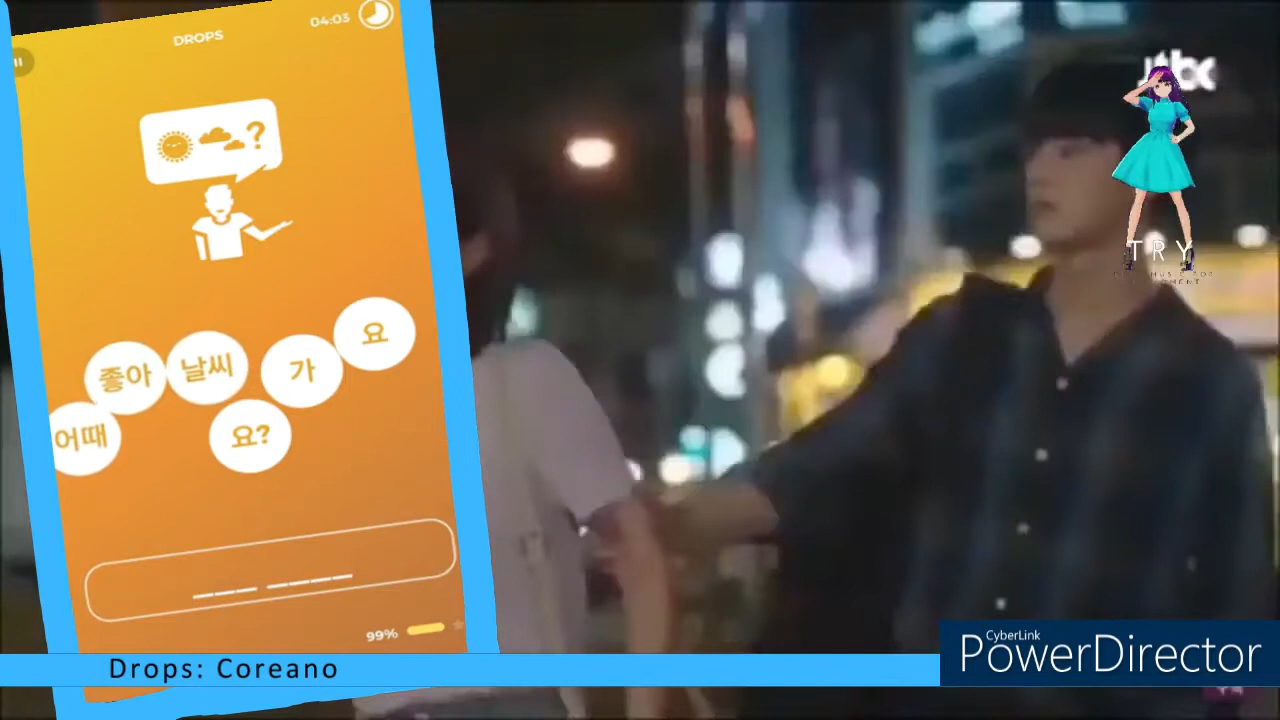 04:03
DROPS
?
요
좋아 날씨 가
어때 요?
99%
Drops: Coreano
jtbc
TRY
CyberLink
PowerDirector